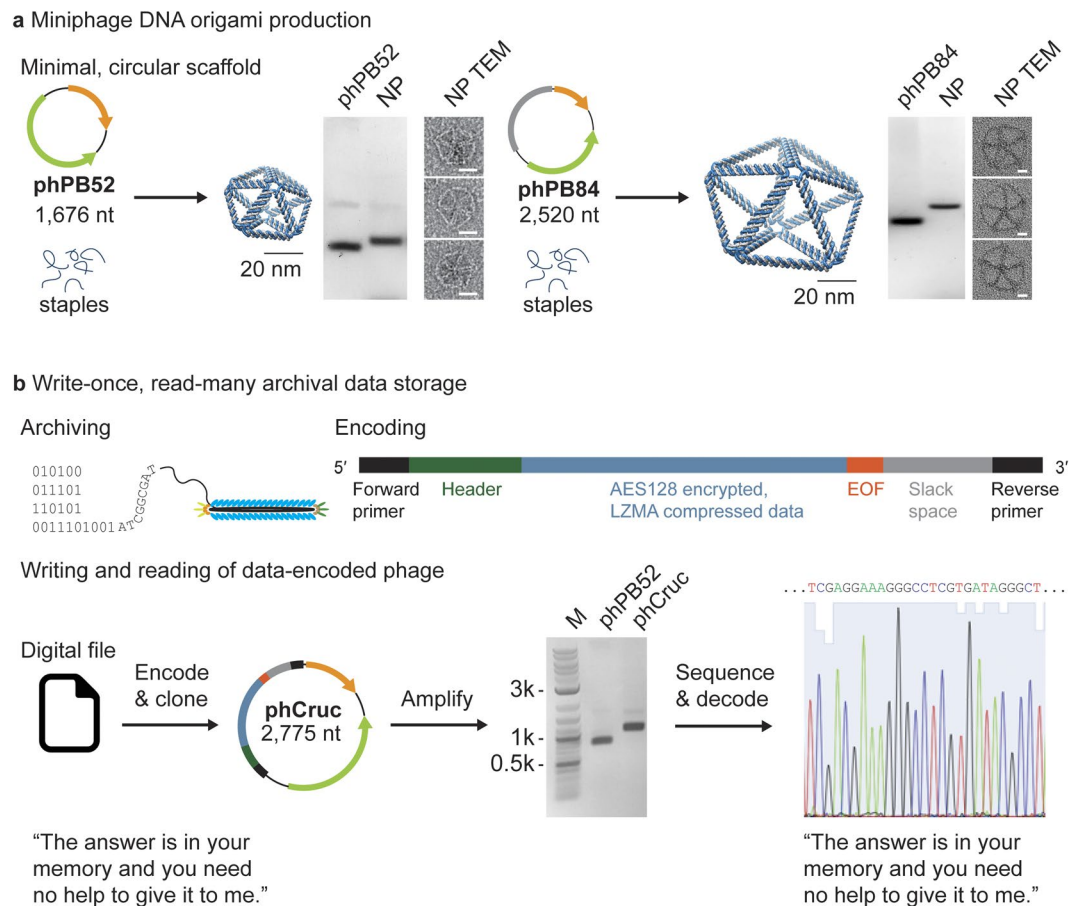 a Miniphage DNA origami production
Minimal, circular scaffold
phPB52
1,676 nt
staples
20 nm
phPB52
NP
NP TEM
phPB84
2,520 nt
staples
20 nm
phPB84
NP
NP TEM
b Write-once, read-many archival data storage
Archiving
010100
011101
110101
0011101001ATCGGCGAT
Encoding
5′
3′
Forward
primer
Header
AES128 encrypted,
LZMA compressed data
EOF
Slack
space
Reverse
primer
Writing and reading of data-encoded phage
Digital file
Encode
& clone
phCruc
2,775 nt
Amplify
M
phPB52
phCruc
3k-
1k-
0.5k-
Sequence
& decode
...TCGAGGAAAGGGCCTCGTGATAGGGCT...
“The answer is in your
memory and you need
no help to give it to me.”
“The answer is in your
memory and you need
no help to give it to me.”